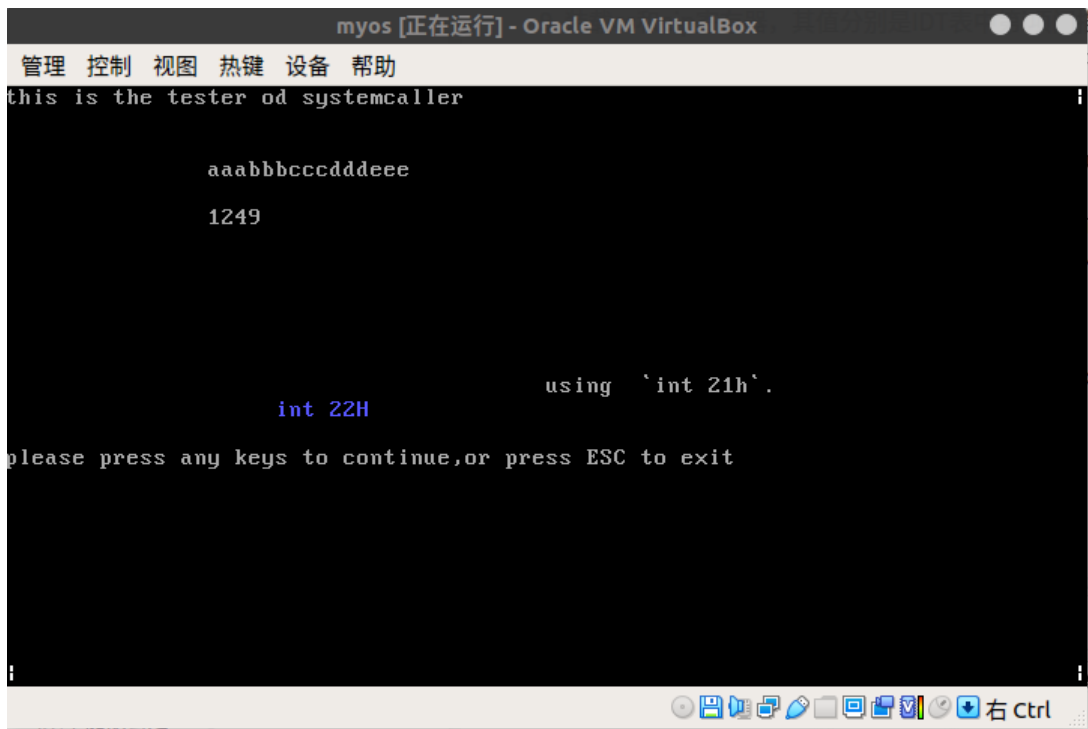 myos [正在运行] - Oracle VM VirtualBox
管理 控制 视图 热键 设备 帮助
this is the tester od systemcaller
aaabbbcccdddeee
1249
using `int 21h`.
int 22H
please press any keys to continue,or press ESC to exit
右 Ctrl